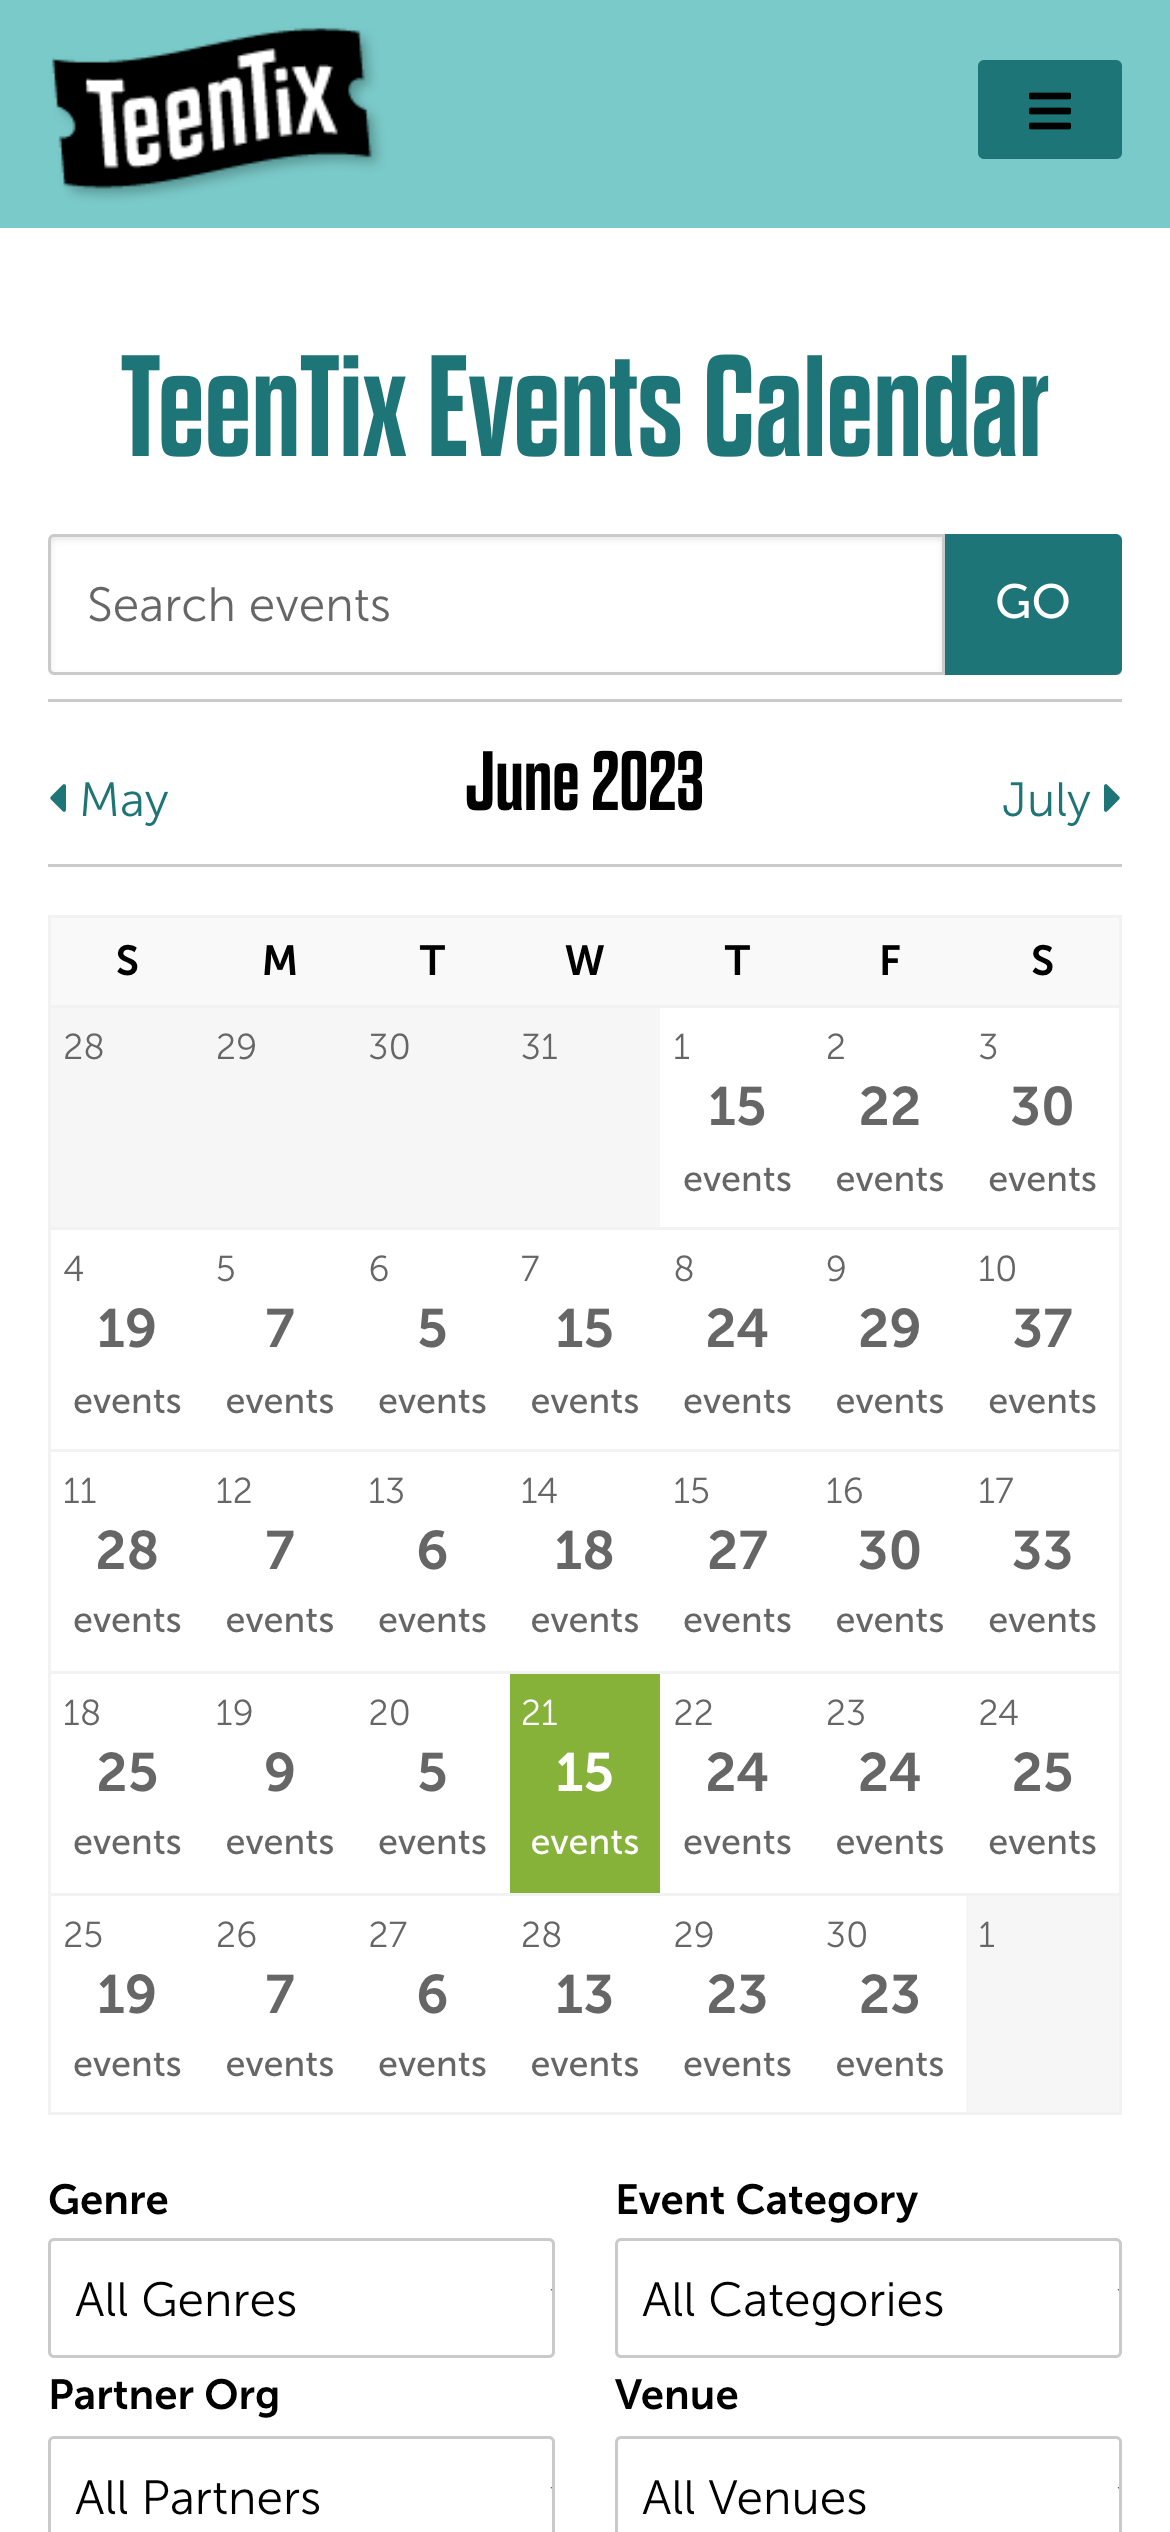 TeenTix
TeenTix Events Calendar
Search events
GO
May
June 2023
July
S M T W T F S
28 29 30 31 1 2 3
15 22 30
events events events
4 5 6 7 8 9 10
19 7 5 15 24 29 37
events events events events events events events
11 12 13 14 15 16 17
28 7 6 18 27 30 33
events events events events events events events
18 19 20 21 22 23 24
25 9 5 15 24 24 25
events events events events events events events
25 26 27 28 29 30 1
19 7 6 13 23 23
events events events events events events
Genre Event Category
All Genres All Categories
Partner Org Venue
All Partners All Venues